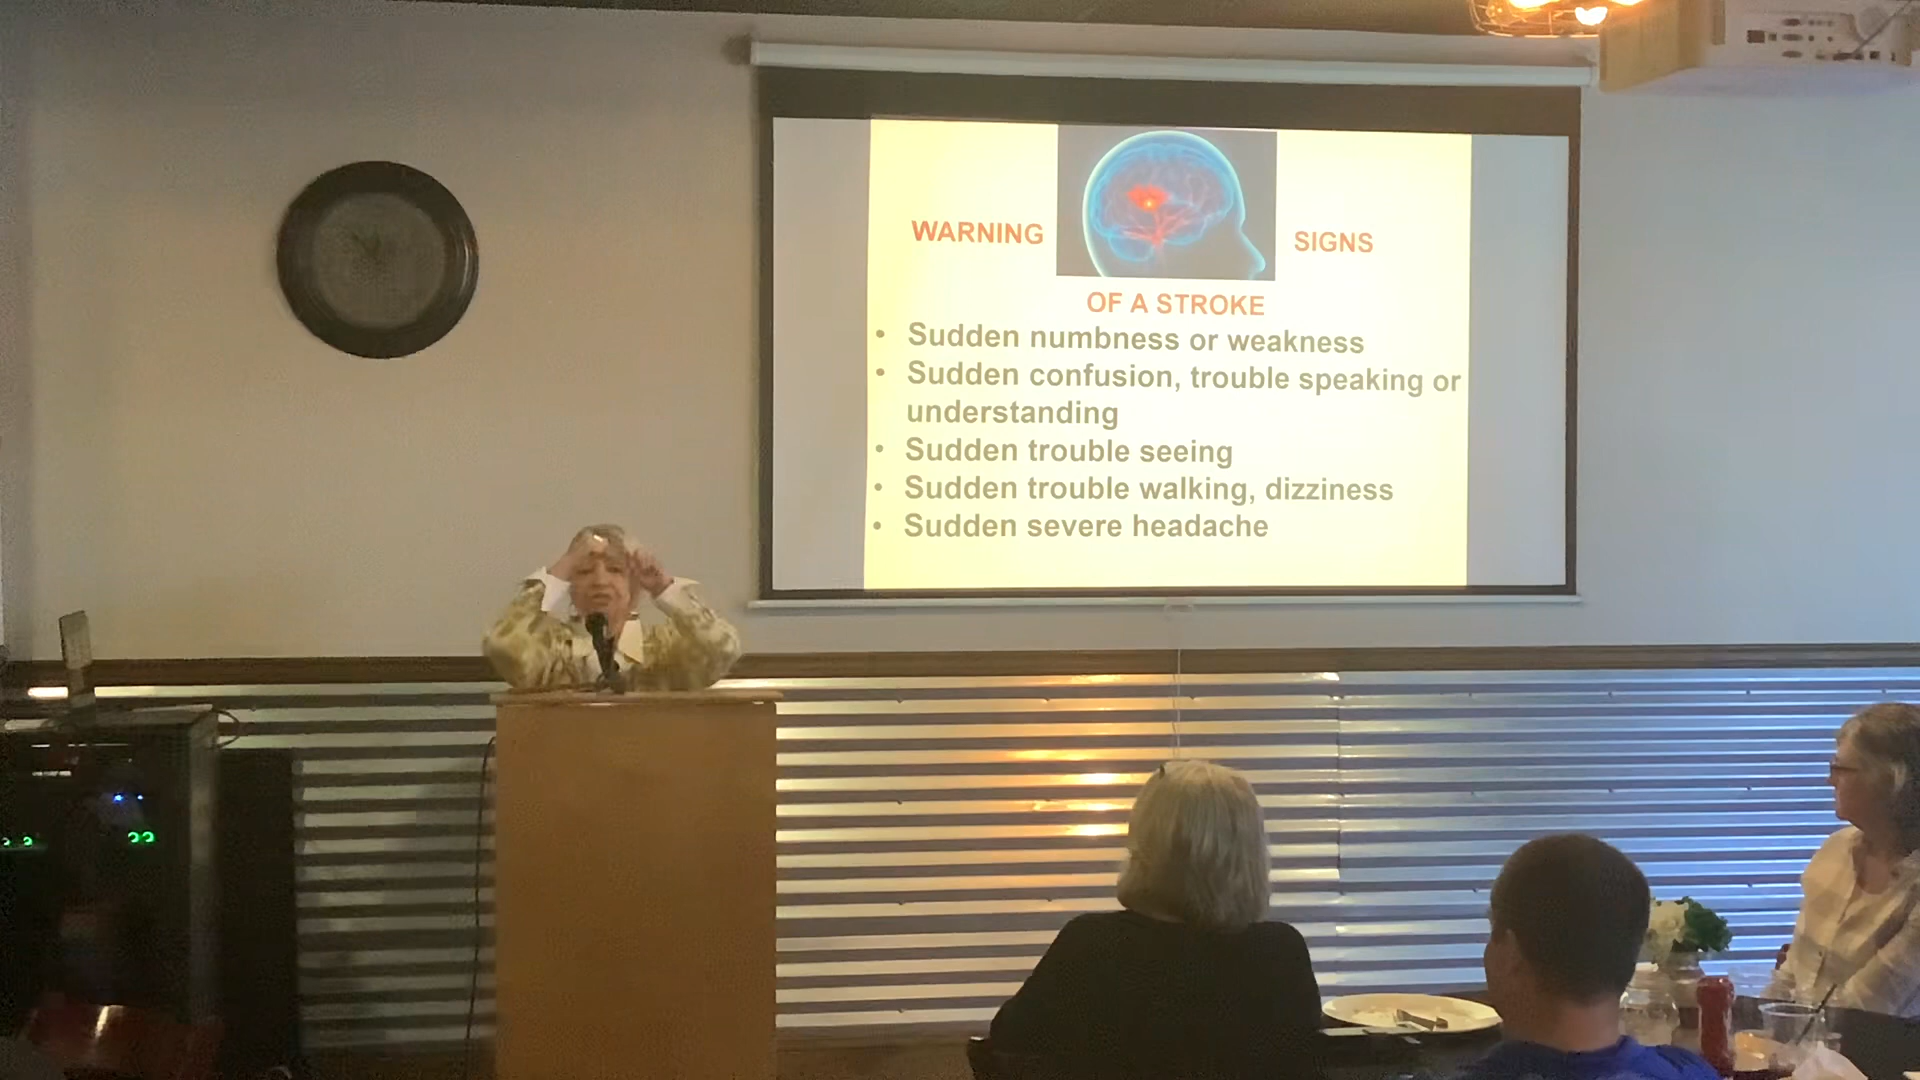 WARNING SIGNS
OF A STROKE
• Sudden numbness or weakness
• Sudden confusion, trouble speaking or
understanding
• Sudden trouble seeing
• Sudden trouble walking, dizziness
• Sudden severe headache